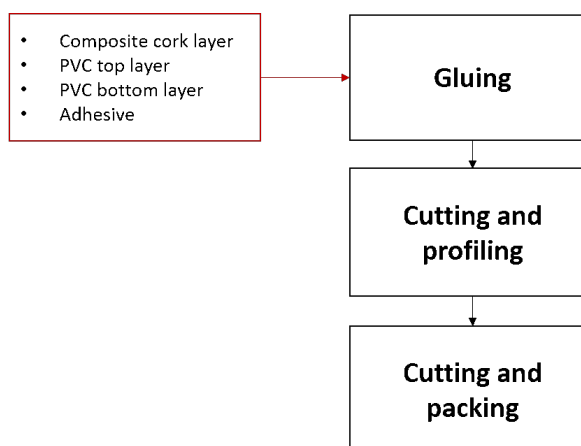 • Composite cork layer
• PVC top layer
• PVC bottom layer
• Adhesive
Gluing
Cutting and
profiling
Cutting and
packing